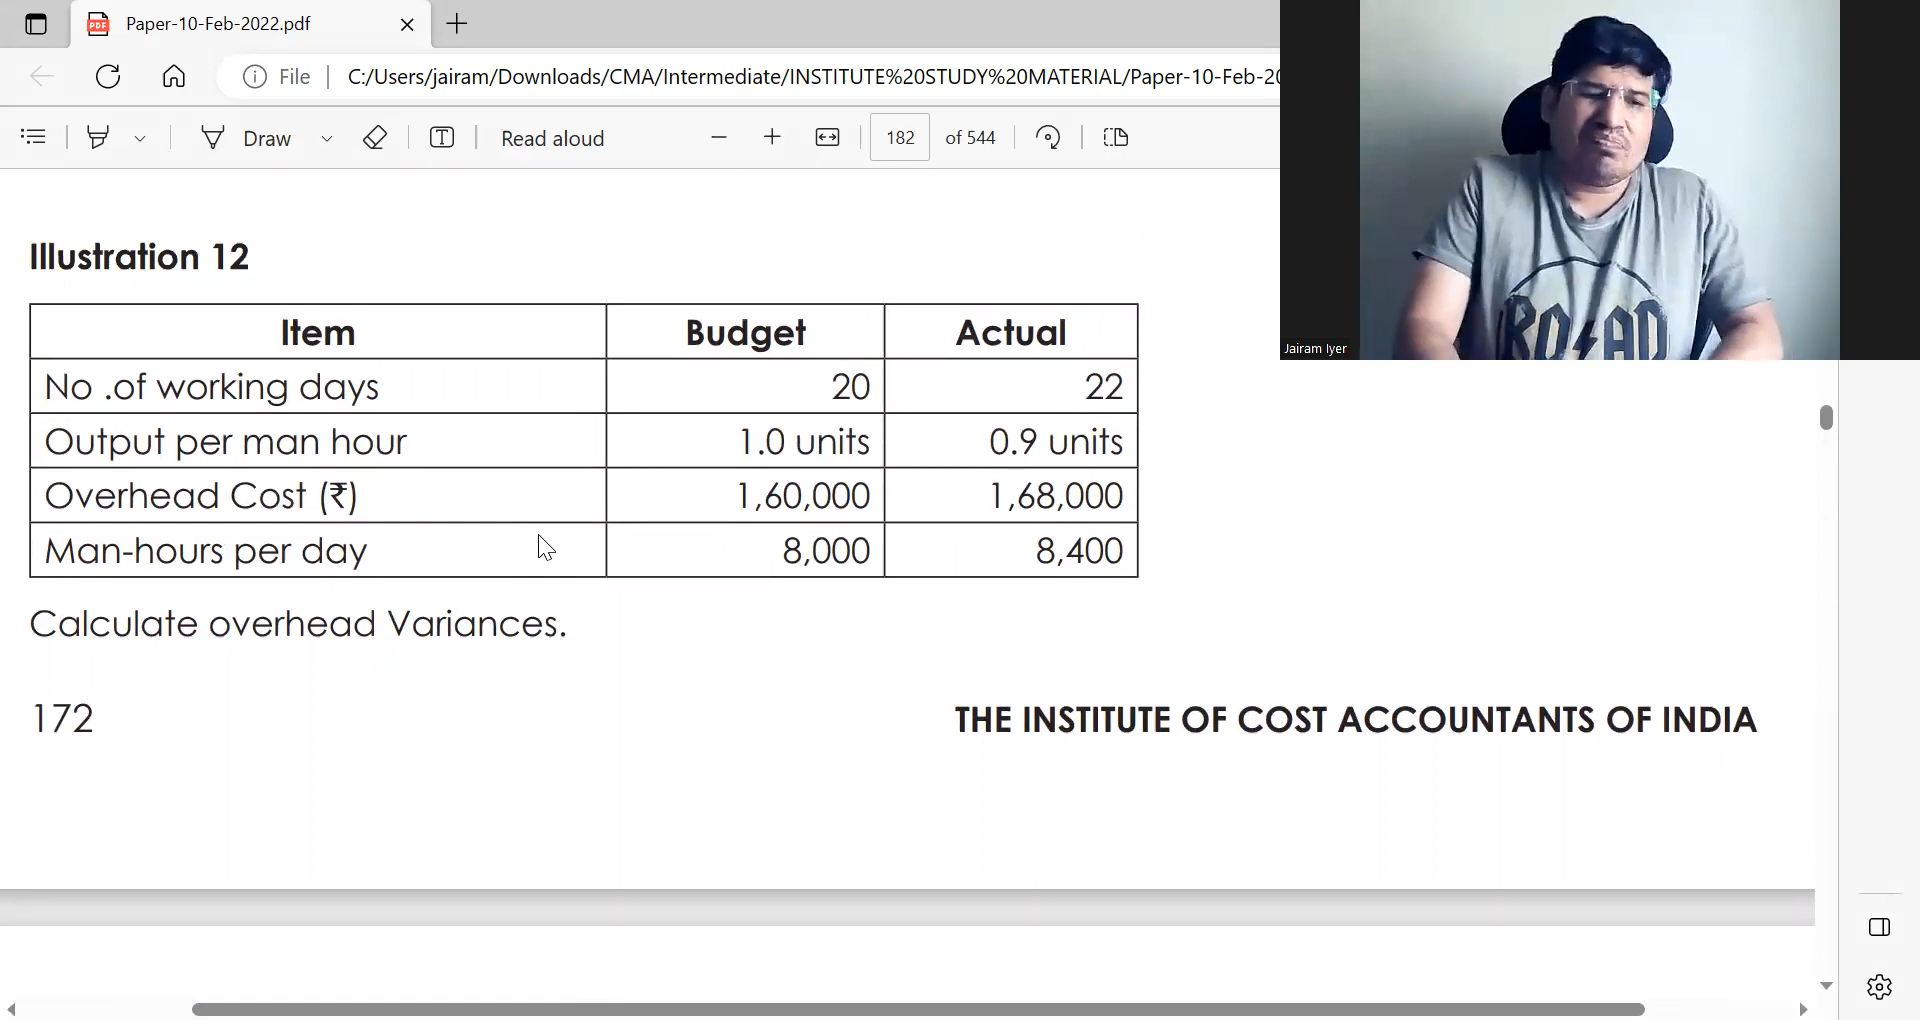 Paper-10-Feb-2022.pdf
File C:/Users/jairam/Downloads/CMA/Intermediate/INSTITUTE%20STUDY%20MATERIAL/Paper-10-Feb-20
Draw Read aloud 182 of 544
Jairam Iyer
Illustration 12
Item Budget Actual
No .of working days 20 22
Output per man hour 1.0 units 0.9 units
Overhead Cost (₹) 1,60,000 1,68,000
Man-hours per day 8,000 8,400
Calculate overhead Variances.
172 THE INSTITUTE OF COST ACCOUNTANTS OF INDIA